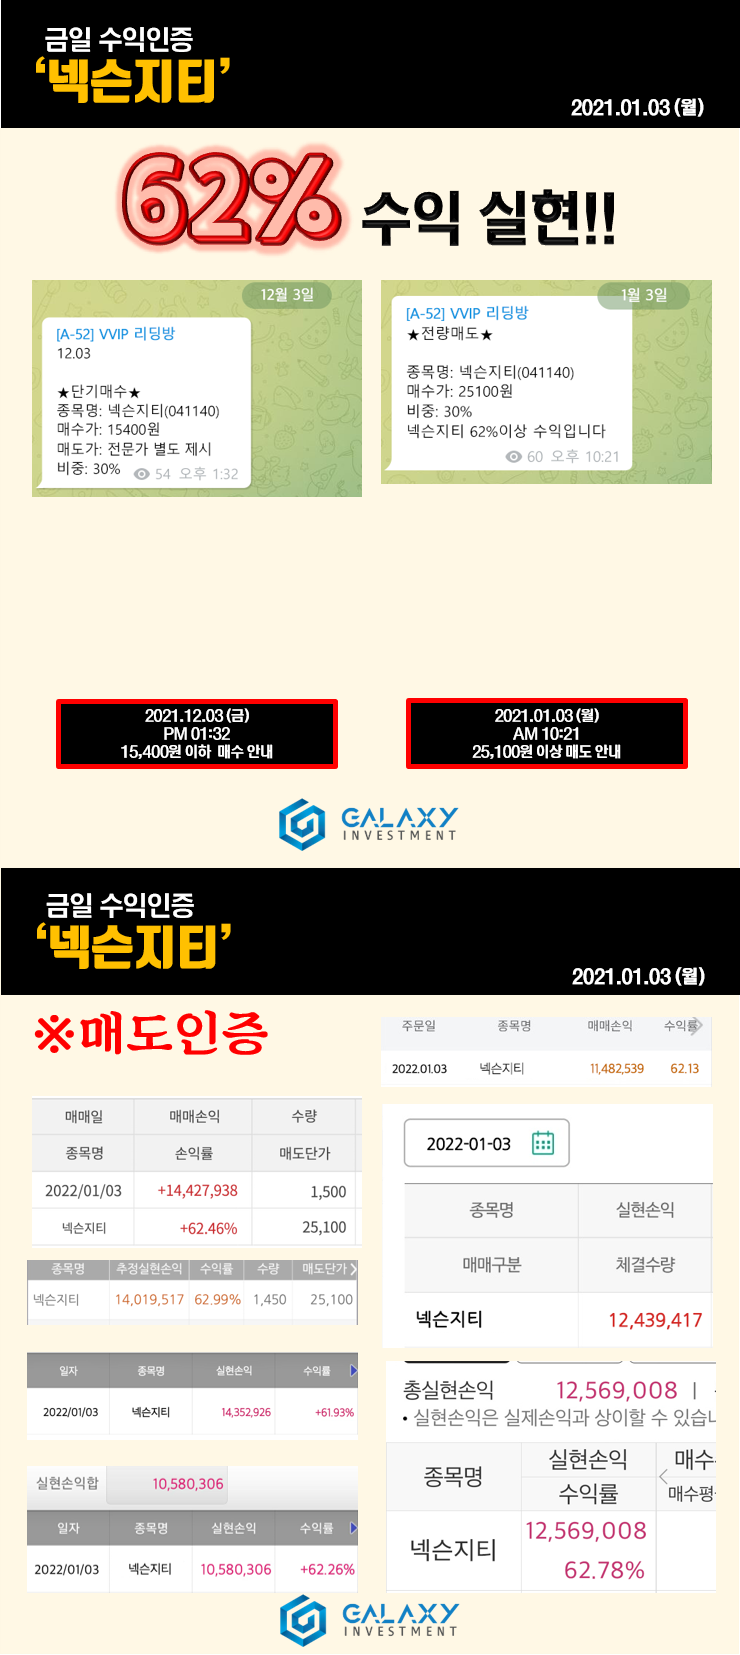 금일 수익인증
‘넥슨지티’
2021.01.03 (월)
62% 수익 실현!!
12월 3일
[A-52] VVIP 리딩방
12.03
★단기매수★
종목명: 넥슨지티(041140)
매수가: 15400원
매도가: 전문가 별도 제시
비중: 30%
54 오후 1:32
1월 3일
[A-52] VVIP 리딩방
★전량매도★
종목명: 넥슨지티(041140)
매수가: 25100원
비중: 30%
넥슨지티 62%이상 수익입니다
60 오후 10:21
2021.12.03 (금)
PM 01:32
15,400원 이하 매수 안내
2021.01.03 (월)
AM 10:21
25,100원 이상 매도 안내
GALAXY
INVESTMENT
금일 수익인증
‘넥슨지티’
2021.01.03 (월)
※매도인증
매매일 매매손익 수량
종목명 손익률 매도단가
2022/01/03 +14,427,938 1,500
넥슨지티 +62.46% 25,100
종목명 추정실현손익 수익률 수량 매도단가
넥슨지티 14,019,517 62.99% 1,450 25,100
일자 종목명 실현손익 수익률
2022/01/03 넥슨지티 14,352,926 +61.93%
실현손익합 10,580,306
일자 종목명 실현손익 수익률
2022/01/03 넥슨지티 10,580,306 +62.26%
주문일 종목명 매매손익 수익률
2022.01.03 넥슨지티 11,482,539 62.13
2022-01-03
종목명 실현손익
매매구분 체결수량
넥슨지티 12,439,417
총실현손익 12,569,008 |
• 실현손익은 실제손익과 상이할 수 있습니
종목명 실현손익 매수
수익률 매수평
넥슨지티 12,569,008
62.78%
GALAXY
INVESTMENT